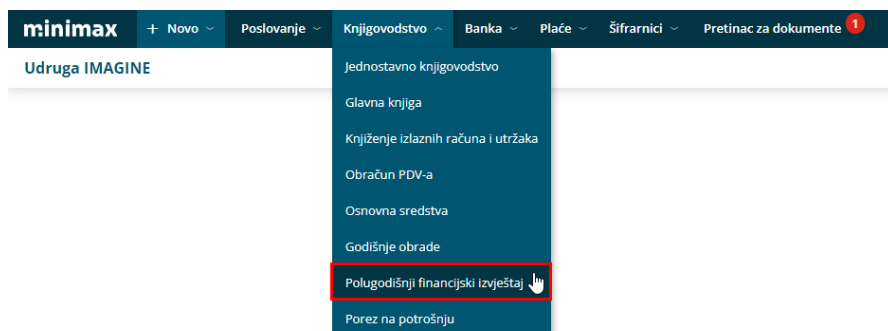 minimax + Novo Poslovanje Knjigovodstvo Banka Plaće Šifrarnici Pretinac za dokumente 1
Udruga IMAGINE
Jednostavno knjigovodstvo
Glavna knjiga
Knjiženje izlaznih računa i utržaka
Obračun PDV-a
Osnovna sredstva
Godišnje obrade
Polugodišnji financijski izvještaj
Porez na potrošnju